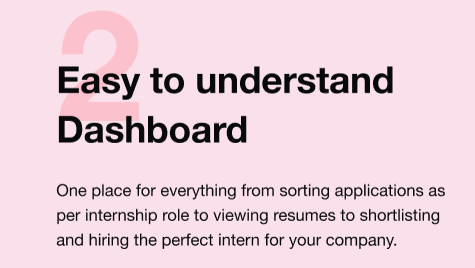 2
Easy to understand
Dashboard
One place for everything from sorting applications as
per internship role to viewing resumes to shortlisting
and hiring the perfect intern for your company.